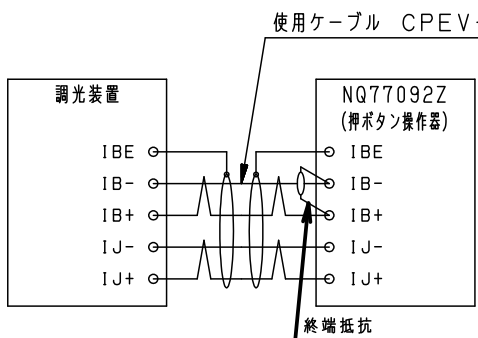 使用ケーブル CPEV-
調光装置
NQ77092Z
(押ボタン操作器)
IBE
IBE
IB-
IB-
IB+
IB+
IJ-
IJ-
IJ+
IJ+
終端抵抗